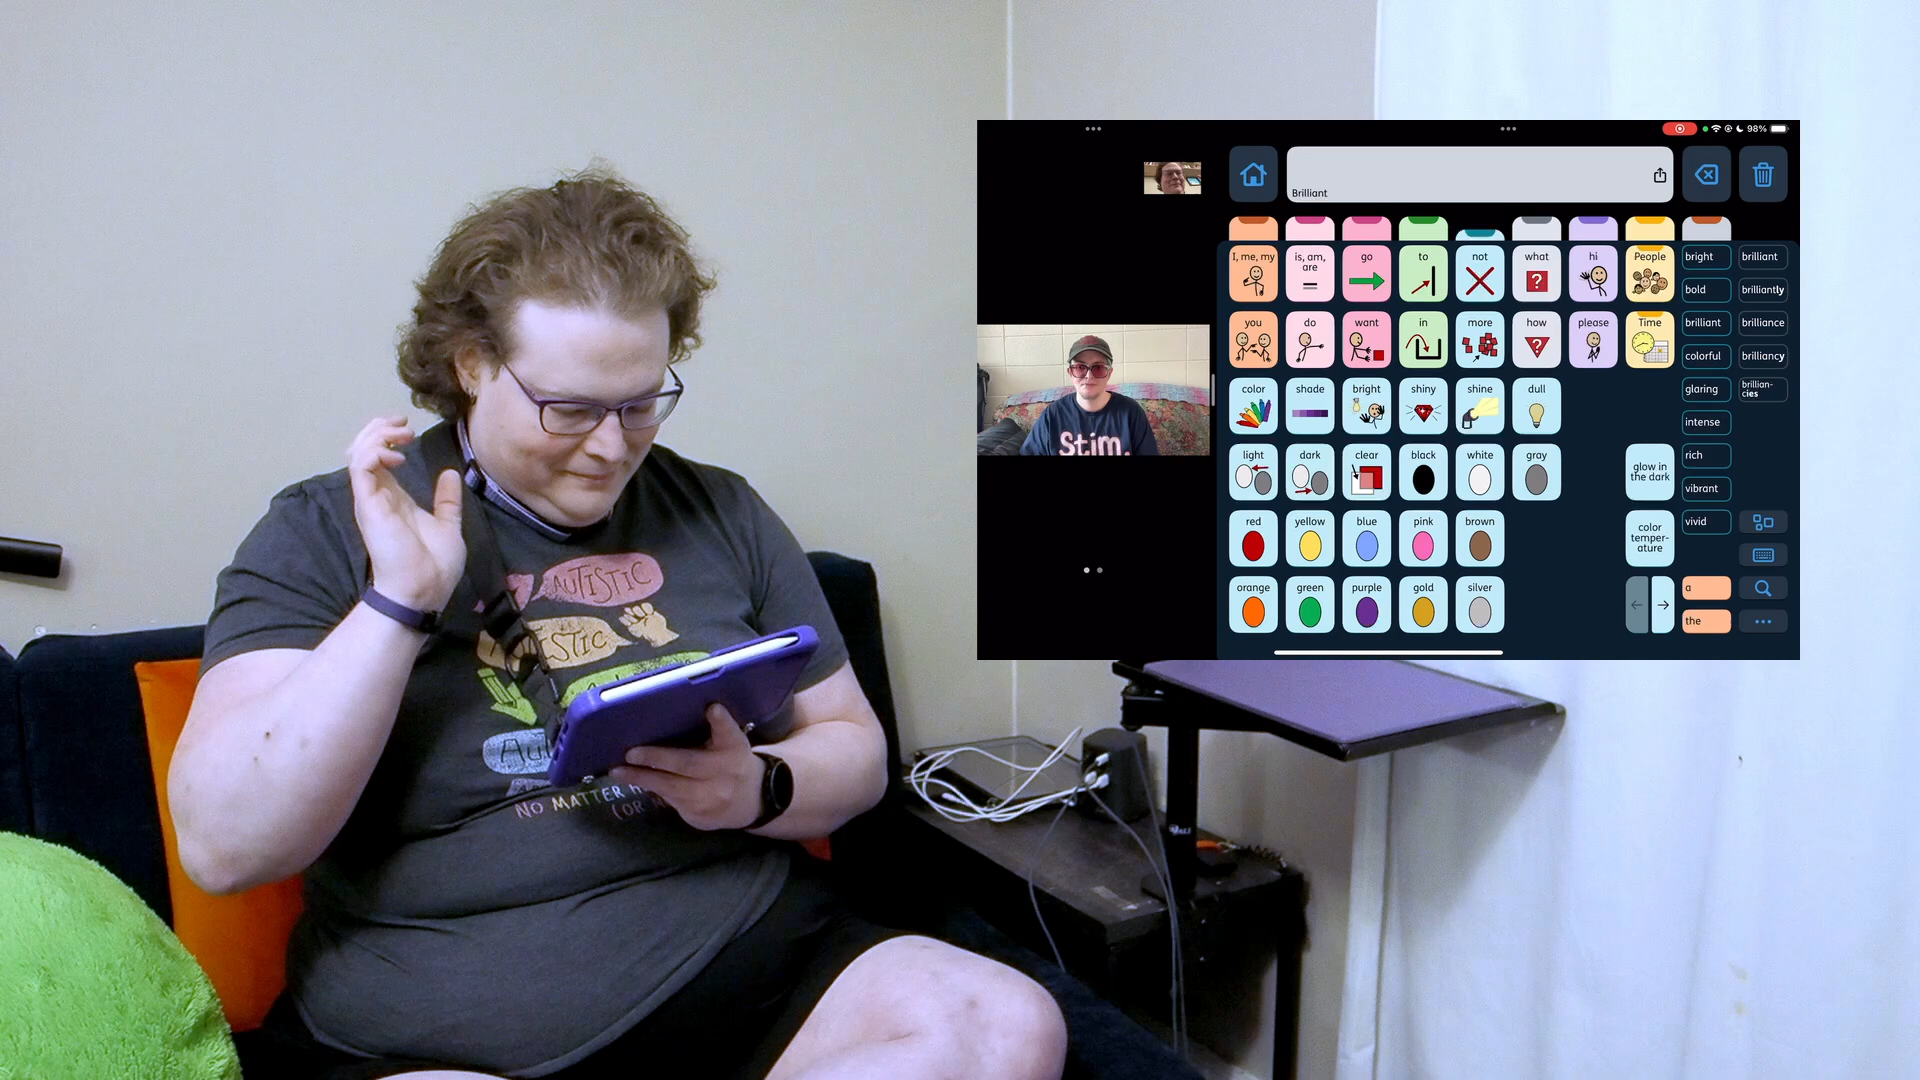 98%
Brilliant
I, me, my
is, am,
are
go
to
not
what
hi
People
bright
brilliant
bold
brilliantly
you
do
want
in
more
how
please
Time
brilliant
brilliance
colorful
brilliancy
color
shade
bright
shiny
shine
dull
glaring
brillian-
cies
intense
light
dark
clear
black
white
gray
glow in
the dark
rich
vibrant
red
yellow
blue
pink
brown
color
temper-
ature
vivid
orange
green
purple
gold
silver
a
the
Stim.
AUTISTIC
NO MATTER